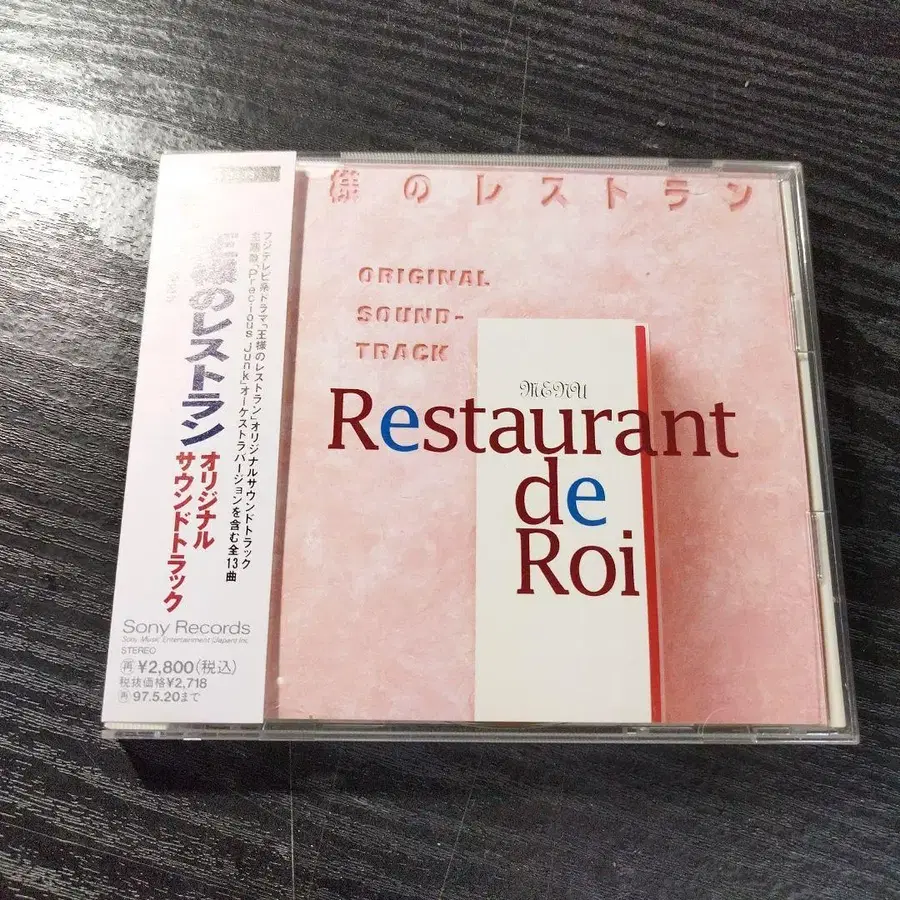 王様のレストラン
オリジナル
サウンドトラック
フジテレビ系ドラマ「王様のレストラン」オリジナルサウンドトラック
主題歌「Precious Junk」オーケストラバージョンを含む全13曲
Sony Records
Sony Music Entertainment (Japan) Inc.
STEREO
再 ¥2,800(税込)
税抜価格¥2,718
再 97.5.20まで
様のレストラン
ORIGINAL
SOUND-
TRACK
MENU
Restaurant
de
Roi